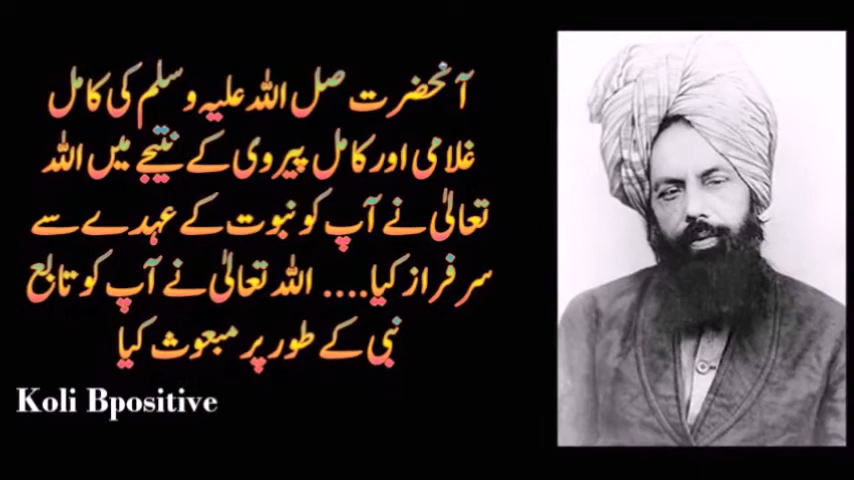 آنحضرت صل اللہ علیہ وسلم کی کامل
غلامی اور کامل پیروی کے نتیجے میں اللہ
تعالیٰ نے آپ کو نبوت کے عہدے سے
سرفراز کیا.... اللہ تعالیٰ نے آپ کو تابع
نبی کے طور پر مبعوث کیا
Koli Bpositive